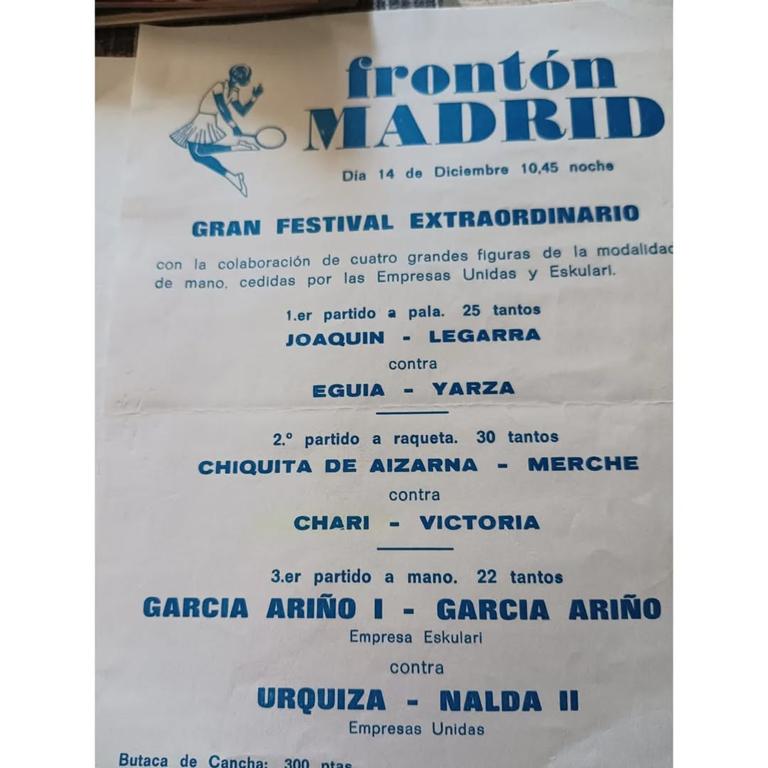 frontón
MADRID
Día 14 de Diciembre 10,45 noche
GRAN FESTIVAL EXTRAORDINARIO
con la colaboración de cuatro grandes figuras de la modalidad
de mano, cedidas por las Empresas Unidas y Eskulari.
1.er partido a pala. 25 tantos
JOAQUIN - LEGARRA
contra
EGUIA - YARZA
2.º partido a raqueta. 30 tantos
CHIQUITA DE AIZARNA - MERCHE
contra
CHARI - VICTORIA
3.er partido a mano. 22 tantos
GARCIA ARIÑO I - GARCIA ARIÑO
Empresa Eskulari
contra
URQUIZA - NALDA II
Empresas Unidas
Butaca de Cancha: 300 ptas.